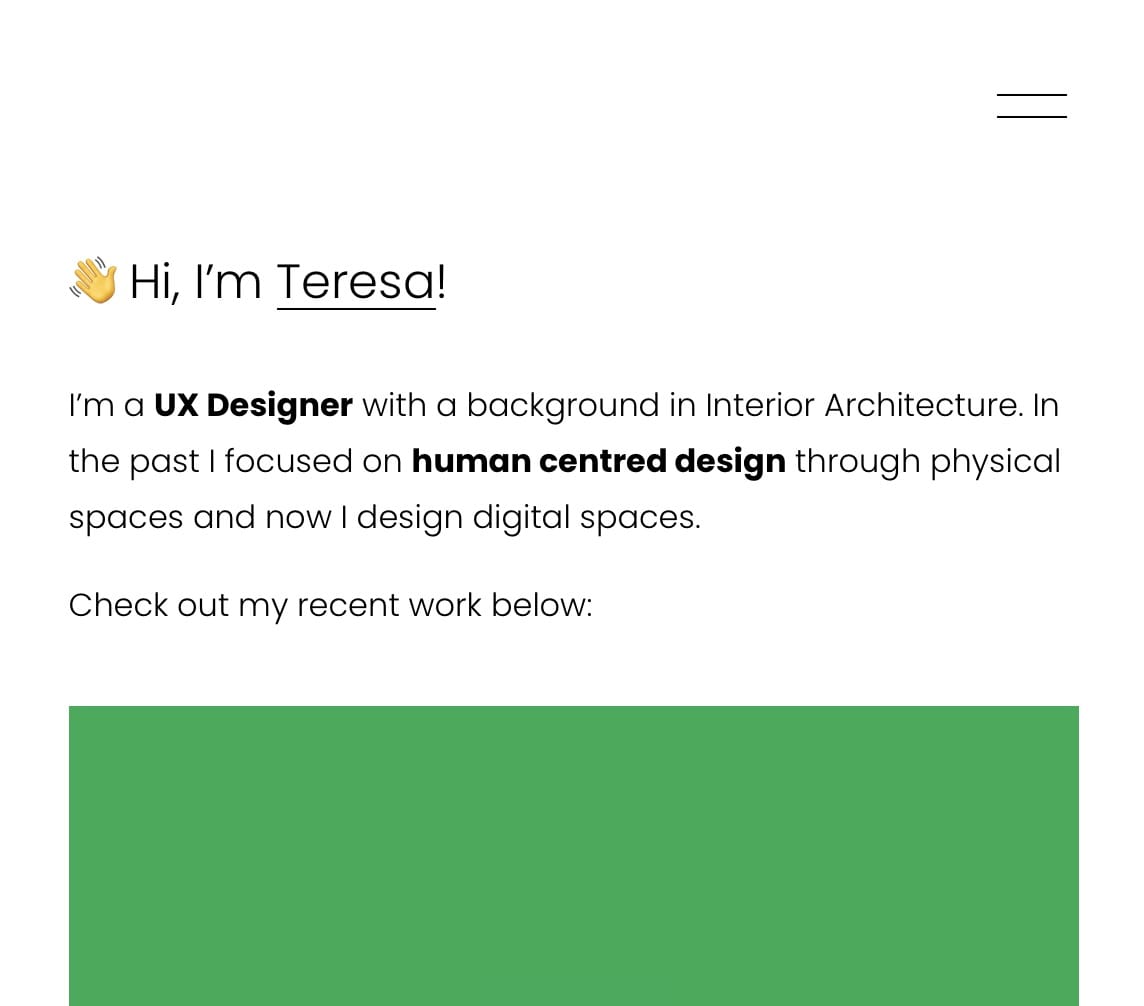 👋 Hi, I’m Teresa!
I’m a UX Designer with a background in Interior Architecture. In
the past I focused on human centred design through physical
spaces and now I design digital spaces.
Check out my recent work below: